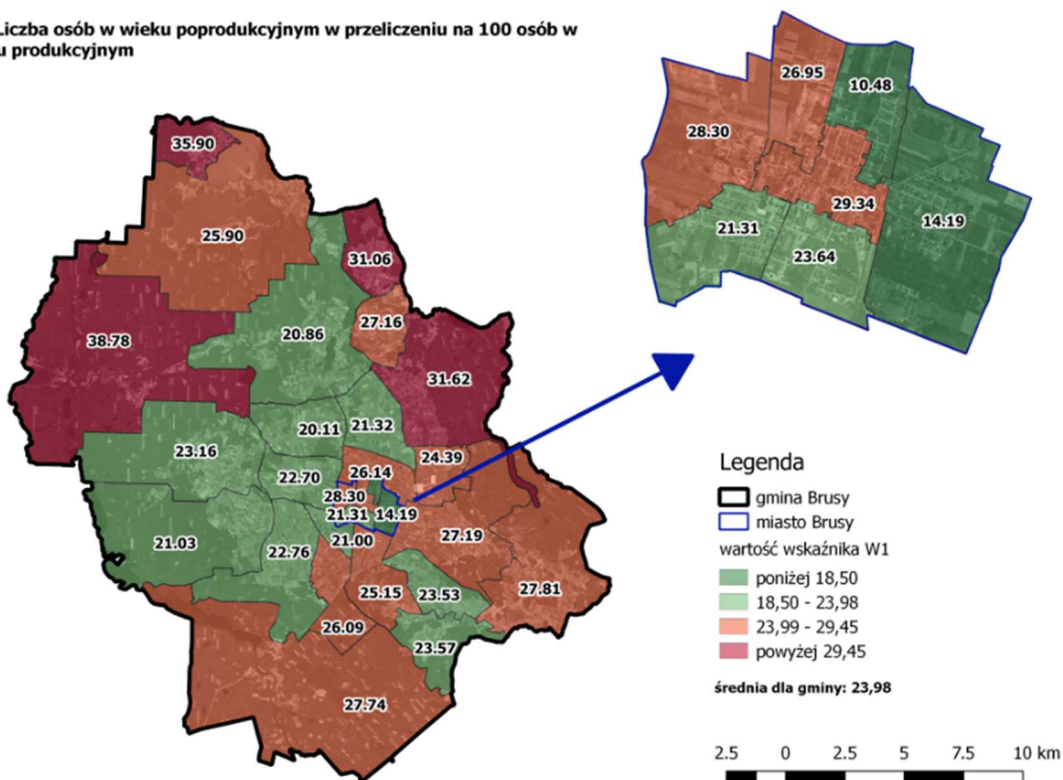 Liczba osób w wieku poprodukcyjnym w przeliczeniu na 100 osób w
u produkcyjnym
26.95
10.48
28.30
29.34
14.19
21.31
23.64
35.90
25.90
31.06
27.16
20.86
38.78
31.62
20.11
21.32
23.16
24.39
26.14
22.70
28.30
21.31
14.19
21.03
22.76
21.00
27.19
25.15
23.53
27.81
26.09
23.57
27.74
Legenda
gmina Brusy
miasto Brusy
wartość wskaźnika W1
poniżej 18,50
18,50 - 23,98
23,99 - 29,45
powyżej 29,45
średnia dla gminy: 23,98
2.5 0 2.5 5 7.5 10 km